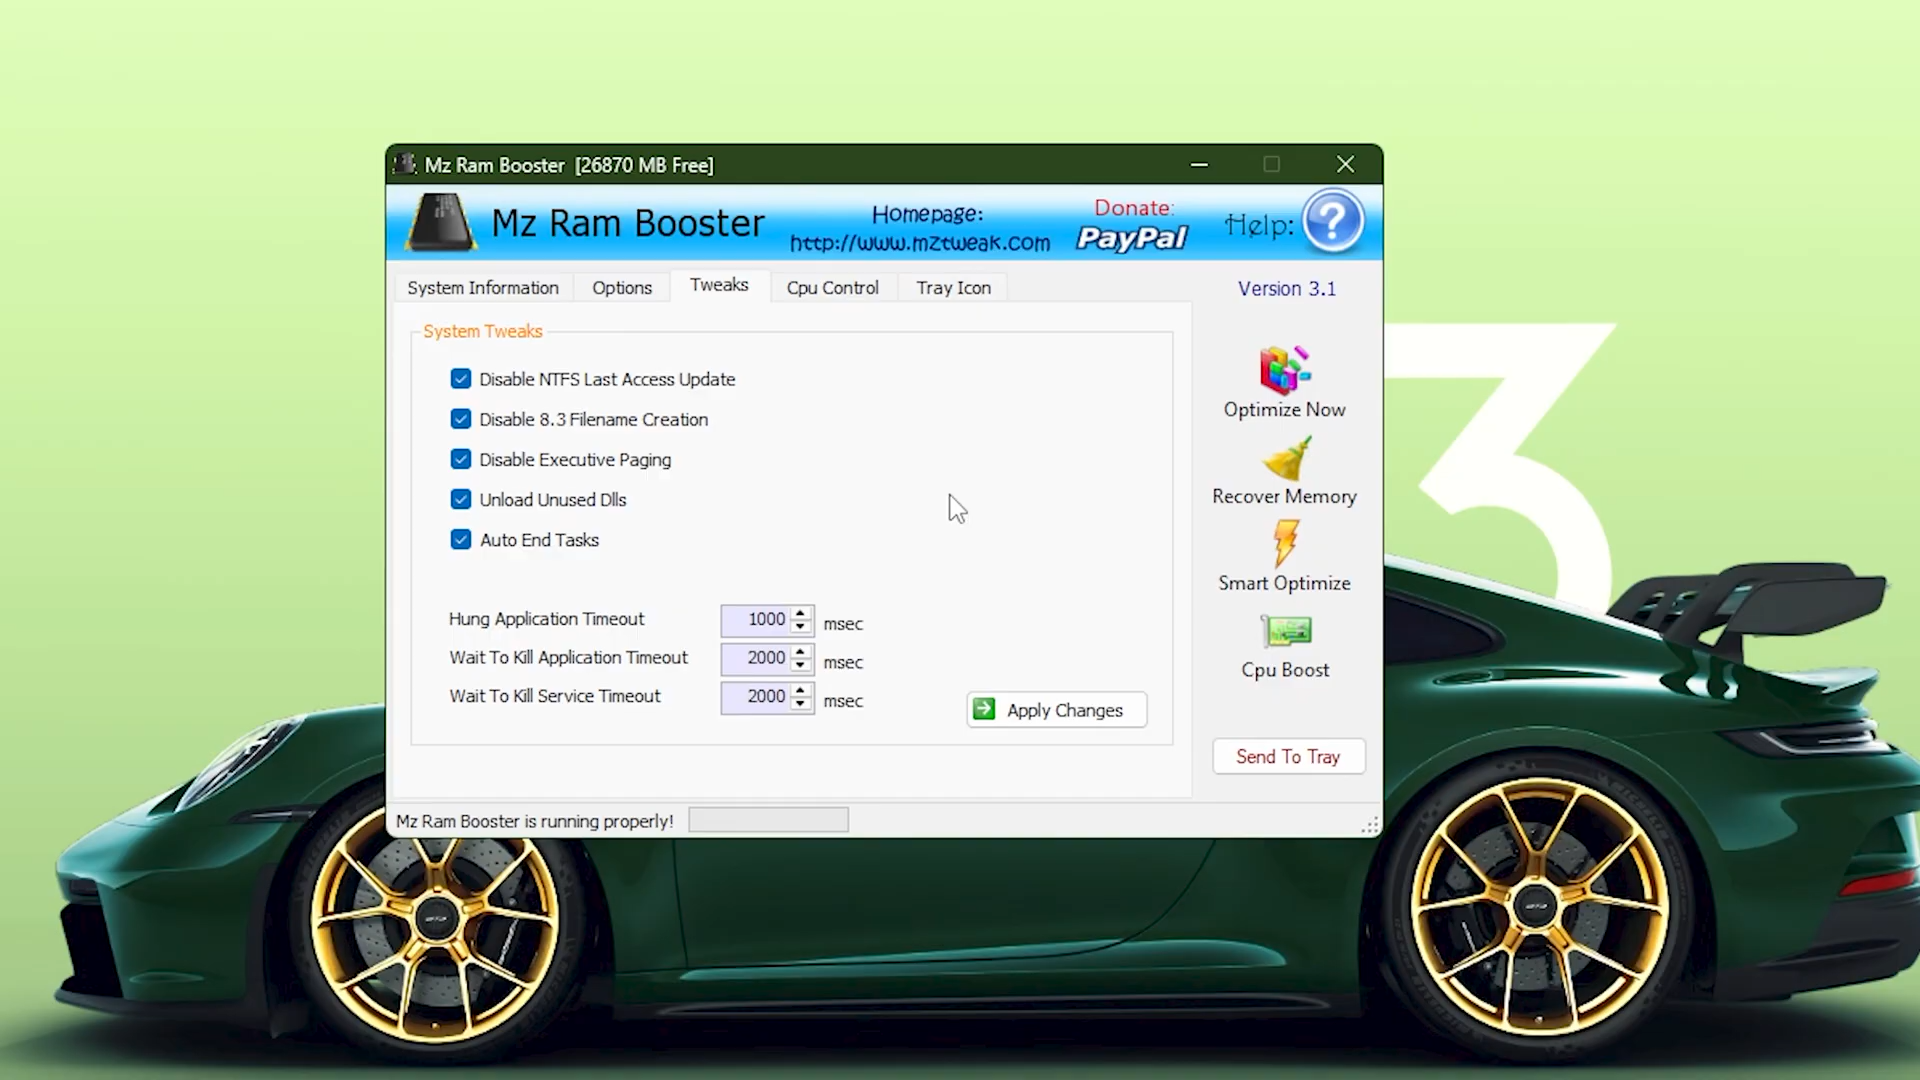 Mz Ram Booster [26870 MB Free]
Mz Ram Booster
Homepage:
http://www.mztweak.com
Donate:
PayPal
Help:
?
System Information
Options
Tweaks
Cpu Control
Tray Icon
Version 3.1
System Tweaks
Disable NTFS Last Access Update
Disable 8.3 Filename Creation
Disable Executive Paging
Unload Unused Dlls
Auto End Tasks
Hung Application Timeout 1000 msec
Wait To Kill Application Timeout 2000 msec
Wait To Kill Service Timeout 2000 msec
Apply Changes
Optimize Now
Recover Memory
Smart Optimize
Cpu Boost
Send To Tray
Mz Ram Booster is running properly!
3